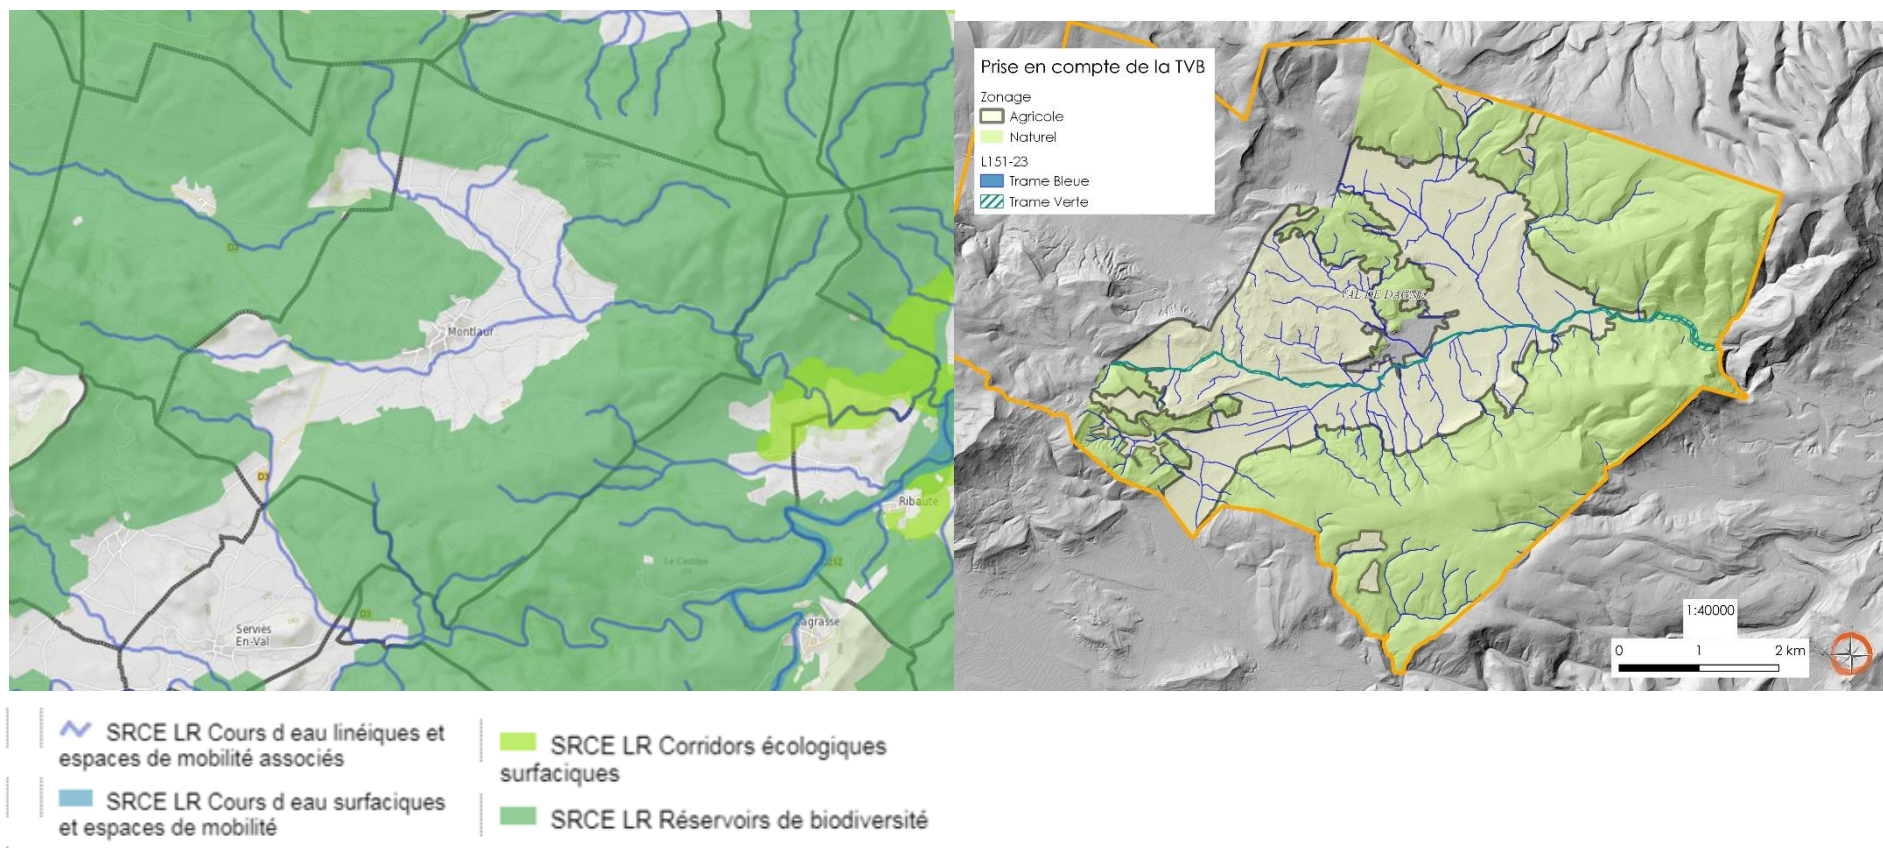 D3
Montlaur
D3
Serviès
En-Val
D3
Le Castéla
Ribaute
D212
Lagrasse
Prise en compte de la TVB
Zonage
Agricole
Naturel
L151-23
Trame Bleue
Trame Verte
VAL DE DAGNE
1:40000
0 1 2 km
SRCE LR Cours d eau linéiques et
espaces de mobilité associés
SRCE LR Cours d eau surfaciques
et espaces de mobilité
SRCE LR Corridors écologiques
surfaciques
SRCE LR Réservoirs de biodiversité